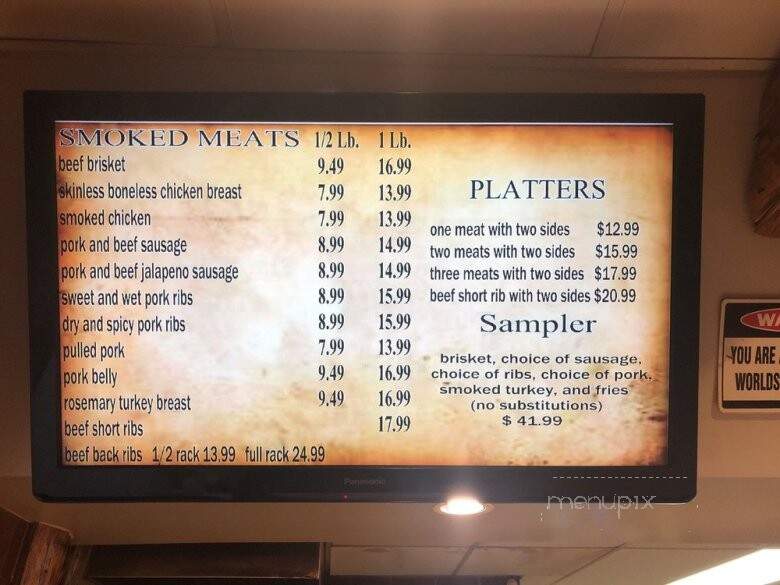 SMOKED MEATS 1/2 Lb. 1 Lb.
beef brisket 9.49 16.99
skinless boneless chicken breast 7.99 13.99
smoked chicken 7.99 13.99
pork and beef sausage 8.99 14.99
pork and beef jalapeno sausage 8.99 14.99
sweet and wet pork ribs 8.99 15.99
dry and spicy pork ribs 8.99 15.99
pulled pork 7.99 13.99
pork belly 9.49 16.99
rosemary turkey breast 9.49 16.99
beef short ribs 17.99
beef back ribs 1/2 rack 13.99 full rack 24.99
PLATTERS
one meat with two sides $12.99
two meats with two sides $15.99
three meats with two sides $17.99
beef short rib with two sides $20.99
Sampler
brisket, choice of sausage,
choice of ribs, choice of pork,
smoked turkey, and fries
(no substitutions)
$ 41.99
Panasonic
WA
YOU ARE
WORLDS
menupix